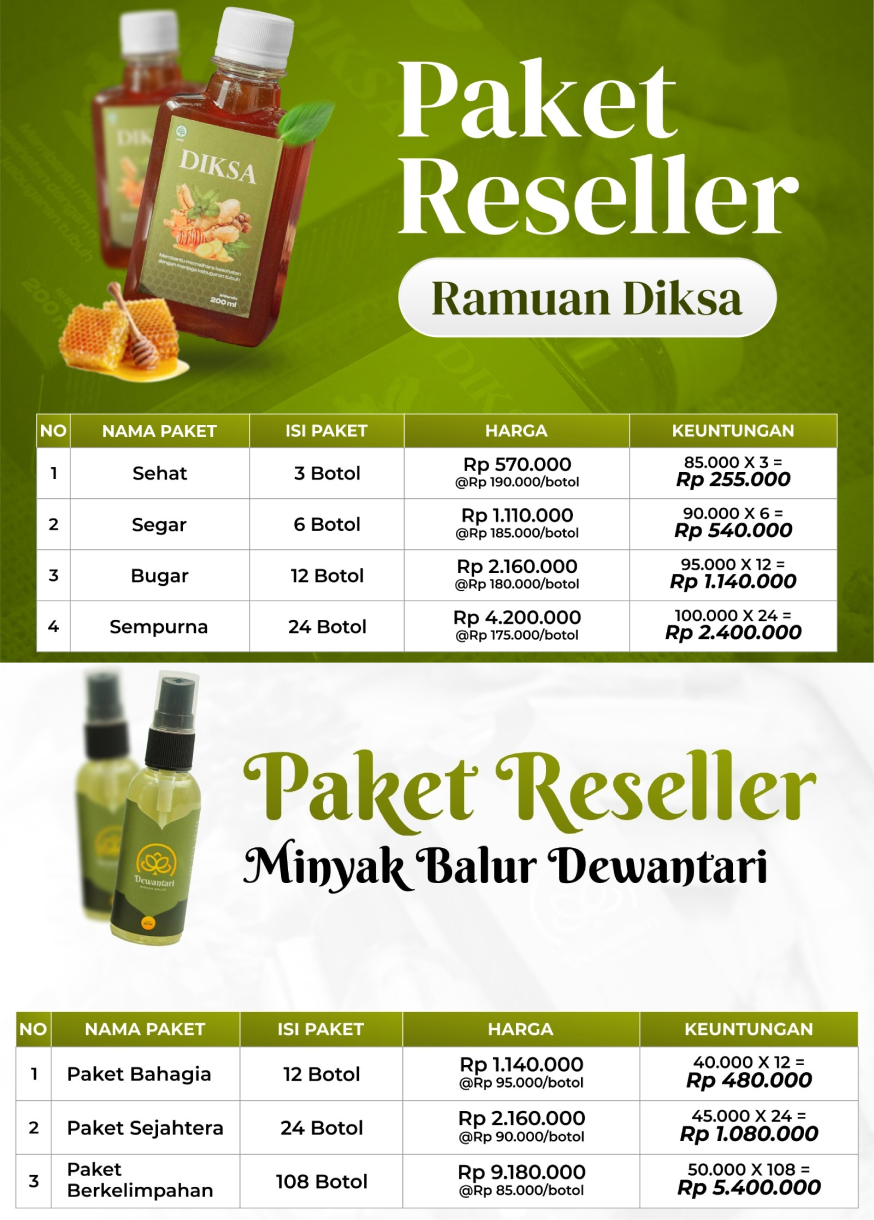 Paket
Reseller
Ramuan Diksa
DIKSA
Membantu memelihara kesehatan
dengan menjaga kebugaran tubuh
200 ml
NO NAMA PAKET ISI PAKET HARGA KEUNTUNGAN
1 Sehat 3 Botol Rp 570.000 85.000 X 3 =
@Rp 190.000/botol Rp 255.000
2 Segar 6 Botol Rp 1.110.000 90.000 X 6 =
@Rp 185.000/botol Rp 540.000
3 Bugar 12 Botol Rp 2.160.000 95.000 X 12 =
@Rp 180.000/botol Rp 1.140.000
4 Sempurna 24 Botol Rp 4.200.000 100.000 X 24 =
@Rp 175.000/botol Rp 2.400.000
Paket Reseller
Minyak Balur Dewantari
Dewantari
NO NAMA PAKET ISI PAKET HARGA KEUNTUNGAN
1 Paket Bahagia 12 Botol Rp 1.140.000 40.000 X 12 =
@Rp 95.000/botol Rp 480.000
2 Paket Sejahtera 24 Botol Rp 2.160.000 45.000 X 24 =
@Rp 90.000/botol Rp 1.080.000
3 Paket Berkelimpahan 108 Botol Rp 9.180.000 50.000 X 108 =
@Rp 85.000/botol Rp 5.400.000